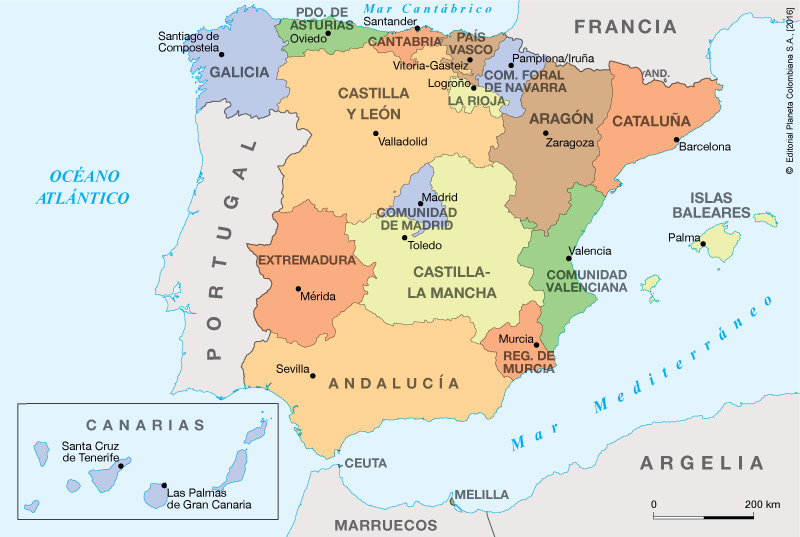 Mar Cantábrico
PDO. DE
ASTURIAS
Oviedo
Santander
CANTABRIA
PAÍS
VASCO
Vitoria-Gasteiz
Pamplona/Iruña
COM. FORAL
DE NAVARRA
FRANCIA
Santiago de
Compostela
GALICIA
Logroño
LA RIOJA
AND.
CASTILLA
Y LEÓN
Valladolid
ARAGÓN
Zaragoza
CATALUÑA
Barcelona
OCÉANO
ATLÁNTICO
PORTUGAL
Madrid
COMUNIDAD
DE MADRID
Toledo
ISLAS
BALEARES
Palma
EXTREMADURA
Mérida
CASTILLA-
LA MANCHA
Valencia
COMUNIDAD
VALENCIANA
Murcia
REG. DE
MURCIA
Mar Mediterráneo
Sevilla
ANDALUCÍA
CANARIAS
Santa Cruz
de Tenerife
Las Palmas
de Gran Canaria
CEUTA
MELILLA
MARRUECOS
ARGELIA
0 200 km
© Editorial Planeta Colombiana S.A., [2016]